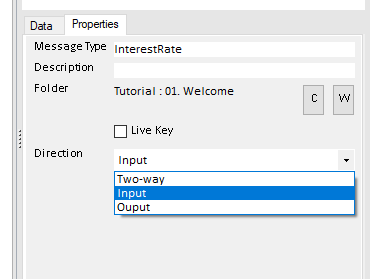 Data Properties
Message Type InterestRate
Description
Folder Tutorial : 01. Welcome C W
Live Key
Direction Input
Two-way
Input
Ouput